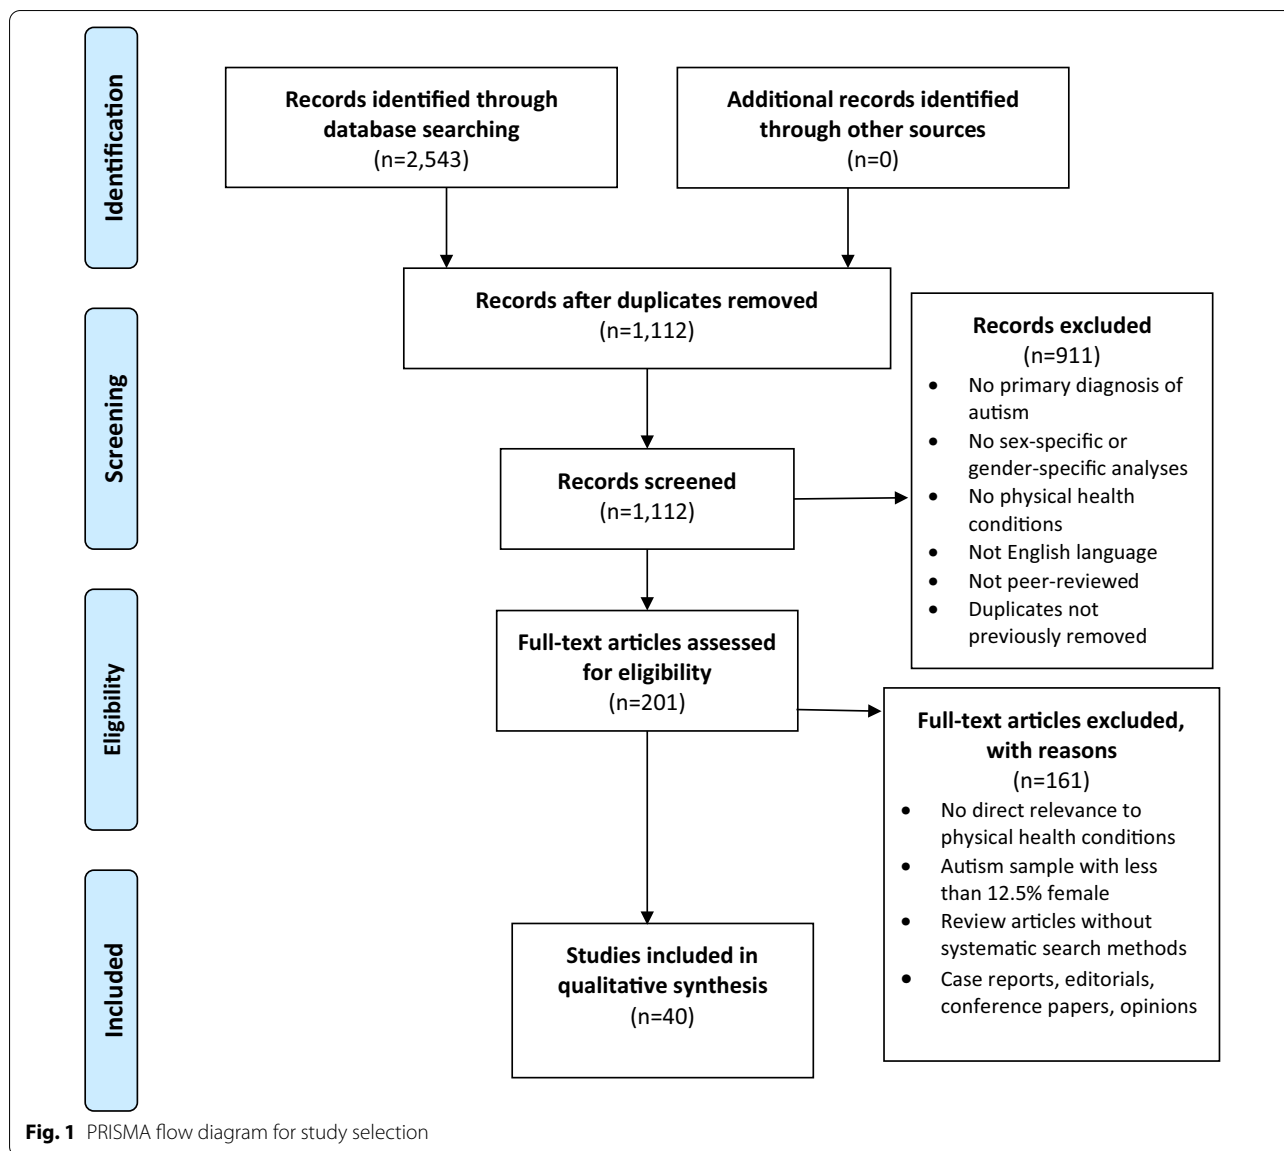 Identification
Records identified through
database searching
(n=2,543)
Additional records identified
through other sources
(n=0)
Records after duplicates removed
(n=1,112)
Screening
Records screened
(n=1,112)
Records excluded
(n=911)
• No primary diagnosis of
autism
• No sex-specific or
gender-specific analyses
• No physical health
conditions
• Not English language
• Not peer-reviewed
• Duplicates not
previously removed
Eligibility
Full-text articles assessed
for eligibility
(n=201)
Full-text articles excluded,
with reasons
(n=161)
• No direct relevance to
physical health conditions
• Autism sample with less
than 12.5% female
• Review articles without
systematic search methods
• Case reports, editorials,
conference papers, opinions
Included
Studies included in
qualitative synthesis
(n=40)
Fig. 1 PRISMA flow diagram for study selection